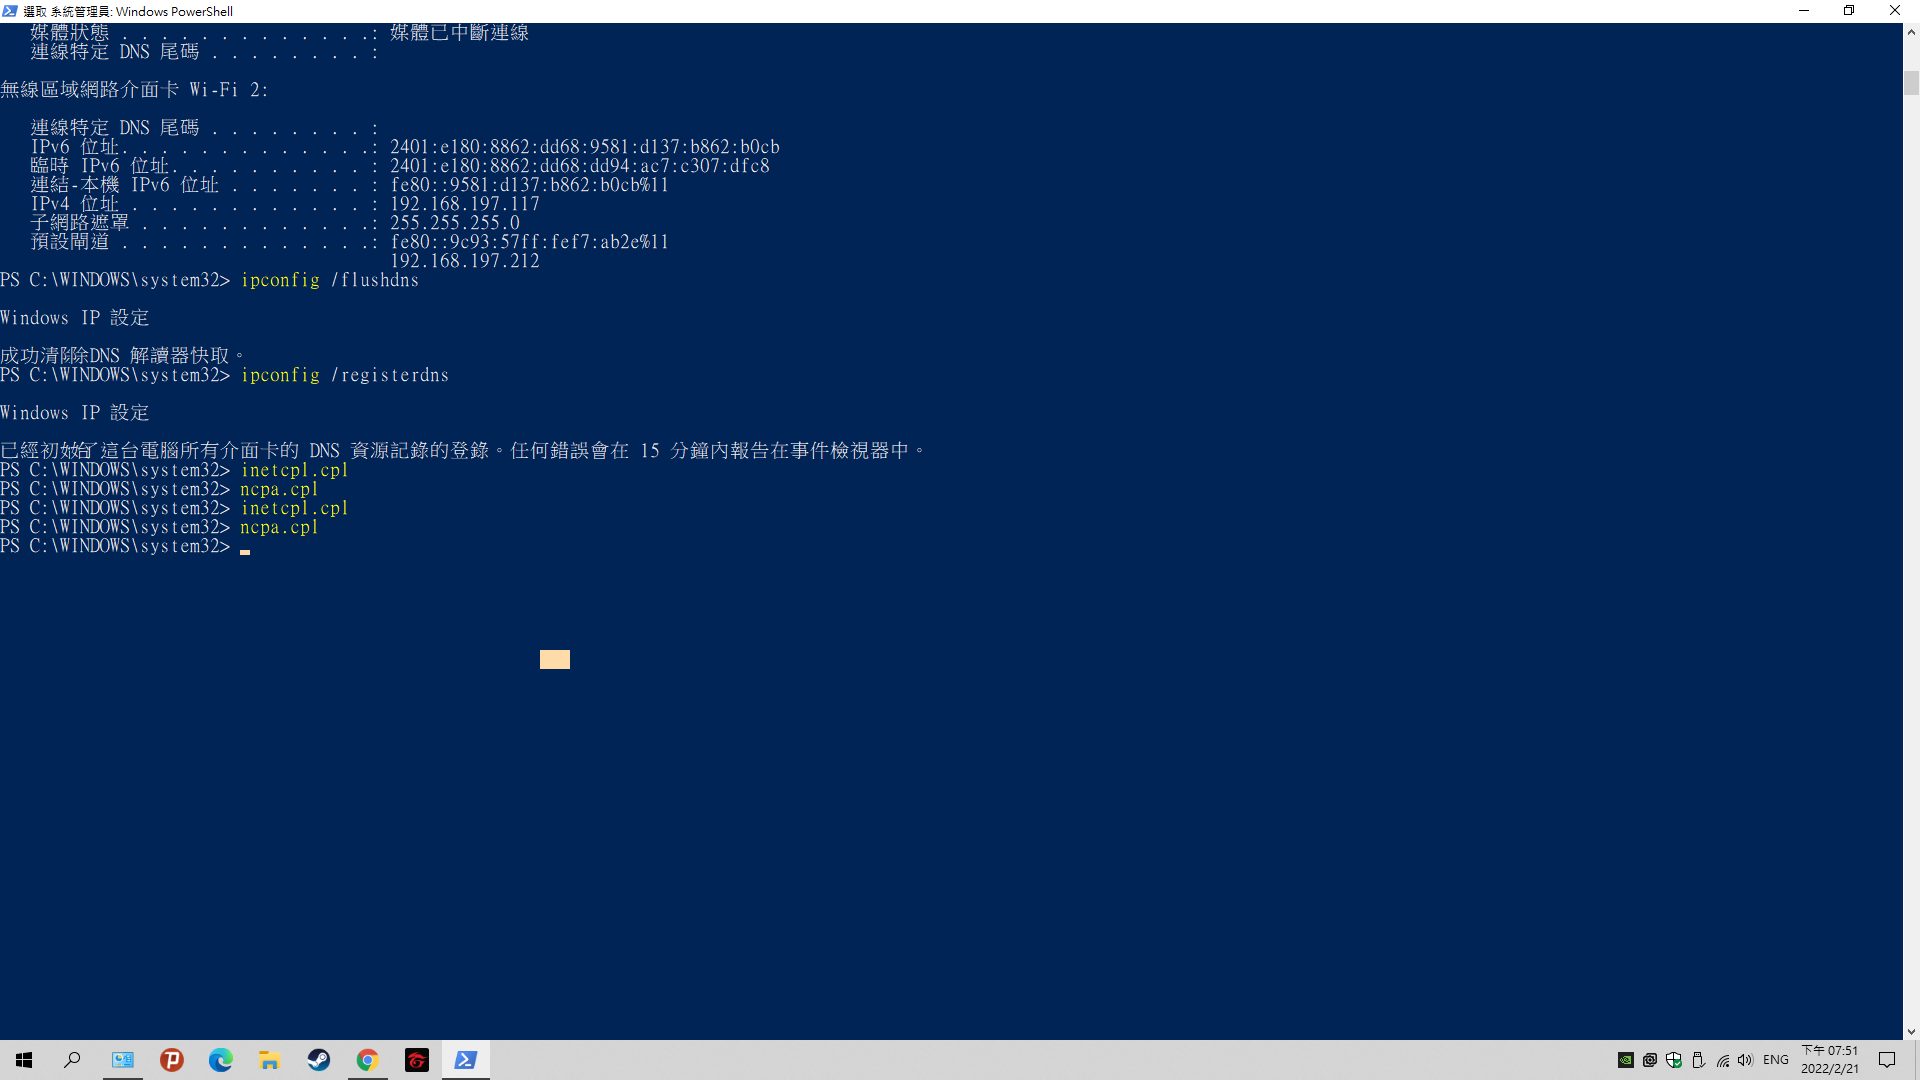 選取 系統管理員: Windows PowerShell
媒體狀態 . . . . . . . . . . . . .: 媒體已中斷連線
連線特定 DNS 尾碼 . . . . . . . . :
無線區域網路介面卡 Wi-Fi 2:
連線特定 DNS 尾碼 . . . . . . . . :
IPv6 位址. . . . . . . . . . . . .: 2401:e180:8862:dd68:9581:d137:b862:b0cb
臨時 IPv6 位址. . . . . . . . . . : 2401:e180:8862:dd68:dd94:ac7:c307:dfc8
連結-本機 IPv6 位址 . . . . . . . : fe80::9581:d137:b862:b0cb%11
IPv4 位址 . . . . . . . . . . . . : 192.168.197.117
子網路遮罩 . . . . . . . . . . . .: 255.255.255.0
預設閘道 . . . . . . . . . . . . .: fe80::9c93:57ff:fef7:ab2e%11
192.168.197.212
PS C:\WINDOWS\system32> ipconfig /flushdns
Windows IP 設定
成功清除DNS 解讀器快取。
PS C:\WINDOWS\system32> ipconfig /registerdns
Windows IP 設定
已經初始了這台電腦所有介面卡的 DNS 資源記錄的登錄。任何錯誤會在 15 分鐘內報告在事件檢視器中。
PS C:\WINDOWS\system32> inetcpl.cpl
PS C:\WINDOWS\system32> ncpa.cpl
PS C:\WINDOWS\system32> inetcpl.cpl
PS C:\WINDOWS\system32> ncpa.cpl
PS C:\WINDOWS\system32>
ENG
下午 07:51
2022/2/21